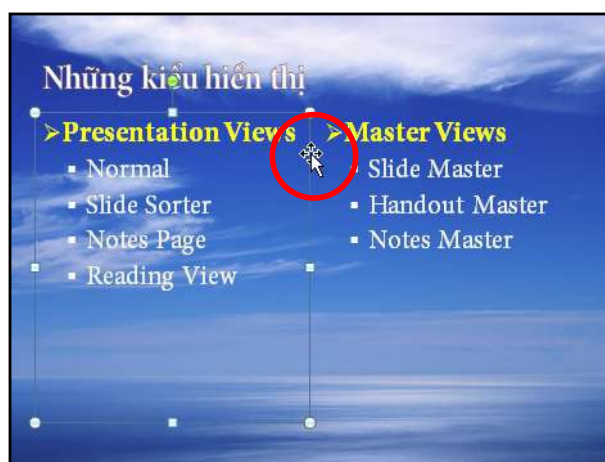 Những kiểu hiển thị
➢Presentation Views
▪ Normal
▪ Slide Sorter
▪ Notes Page
▪ Reading View
➢Master Views
▪ Slide Master
▪ Handout Master
▪ Notes Master